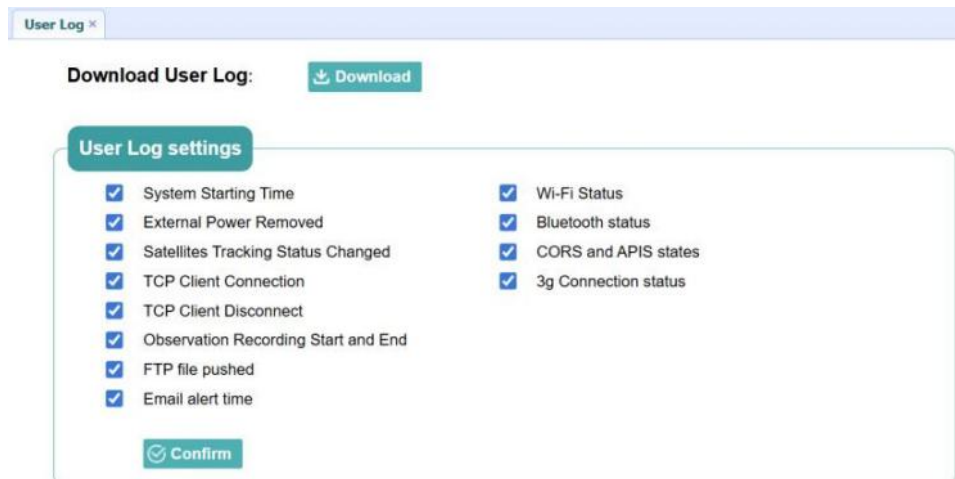 User Log ×
Download User Log:
Download
User Log settings
System Starting Time
External Power Removed
Satellites Tracking Status Changed
TCP Client Connection
TCP Client Disconnect
Observation Recording Start and End
FTP file pushed
Email alert time
Wi-Fi Status
Bluetooth status
CORS and APIS states
3g Connection status
Confirm